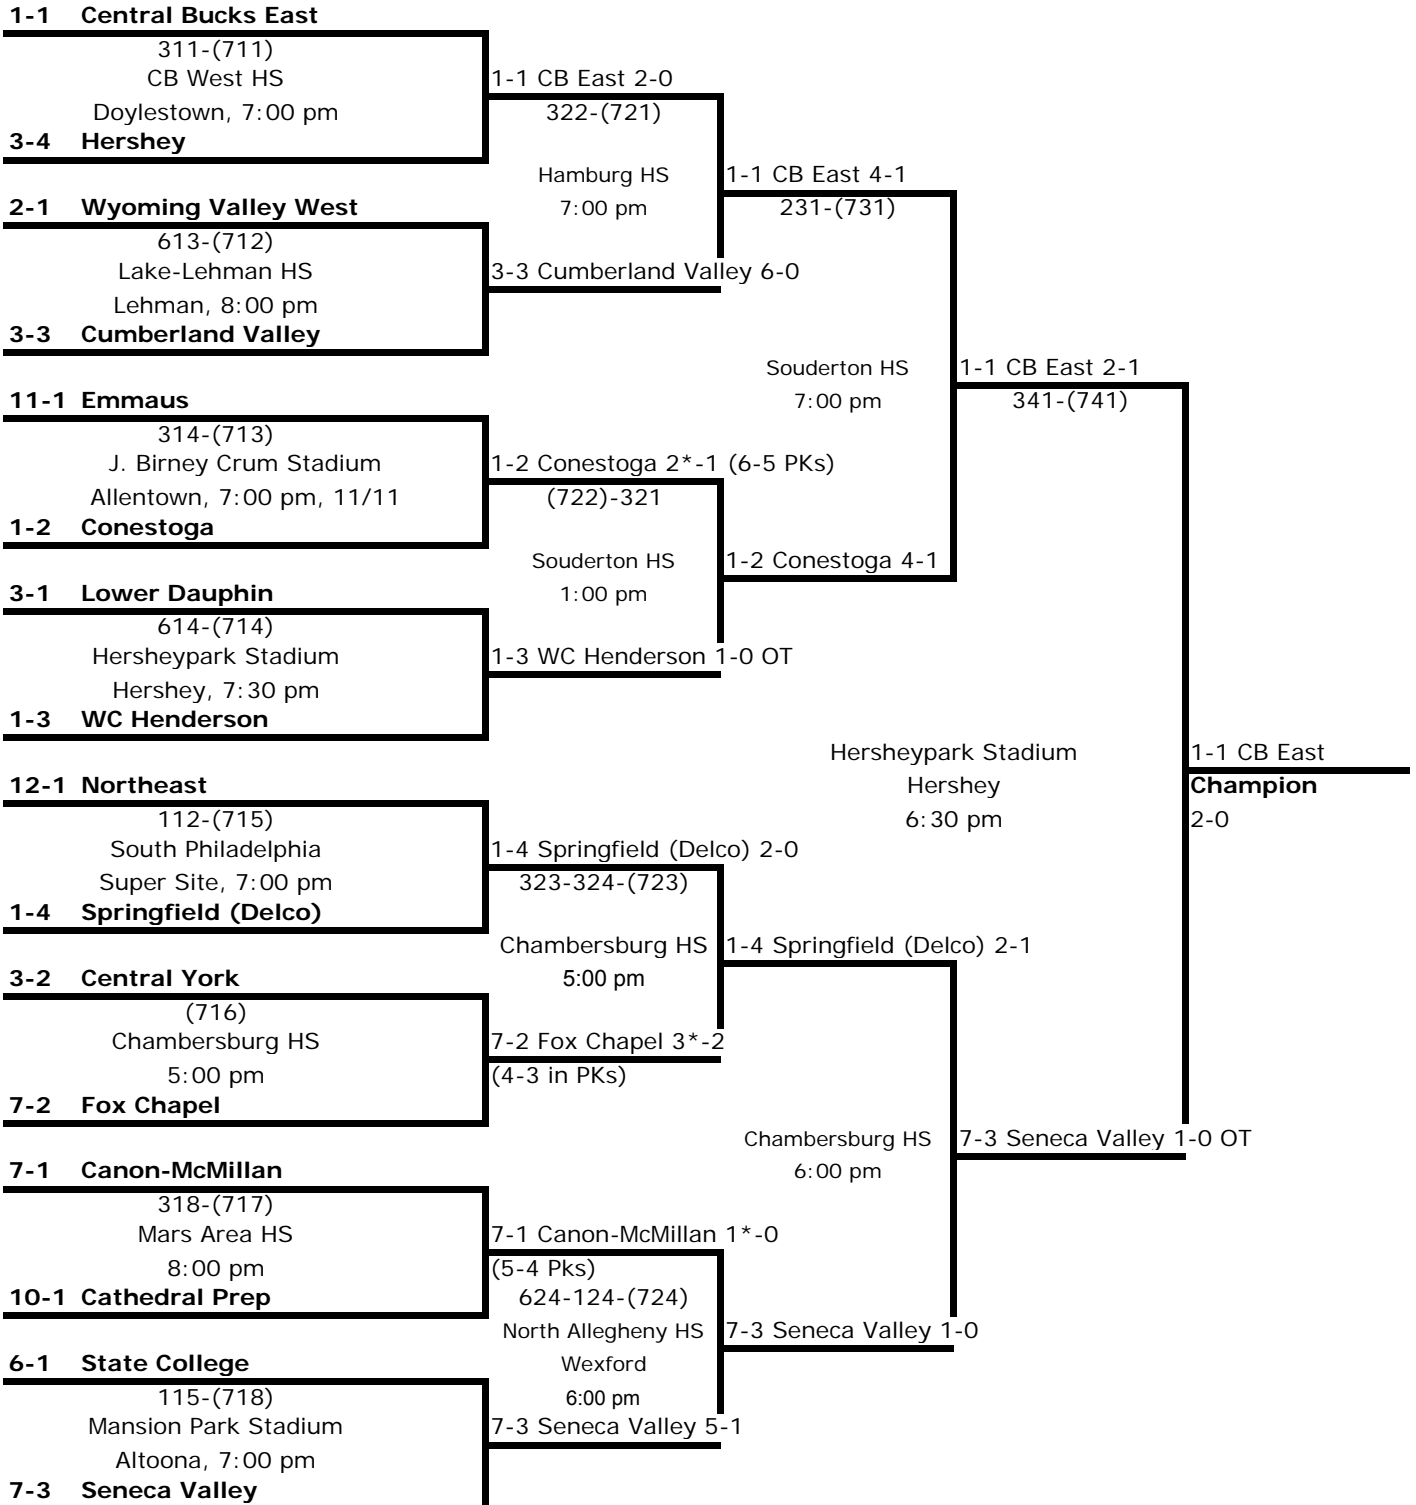 1-1 Central Bucks East
311-(711)
CB West HS
Doylestown, 7:00 pm
3-4 Hershey
2-1 Wyoming Valley West
613-(712)
Lake-Lehman HS
Lehman, 8:00 pm
3-3 Cumberland Valley
11-1 Emmaus
314-(713)
J. Birney Crum Stadium
Allentown, 7:00 pm, 11/11
1-2 Conestoga
3-1 Lower Dauphin
614-(714)
Hersheypark Stadium
Hershey, 7:30 pm
1-3 WC Henderson
12-1 Northeast
112-(715)
South Philadelphia
Super Site, 7:00 pm
1-4 Springfield (Delco)
3-2 Central York
(716)
Chambersburg HS
5:00 pm
7-2 Fox Chapel
7-1 Canon-McMillan
318-(717)
Mars Area HS
8:00 pm
10-1 Cathedral Prep
6-1 State College
115-(718)
Mansion Park Stadium
Altoona, 7:00 pm
7-3 Seneca Valley
1-1 CB East 2-0
322-(721)
Hamburg HS
7:00 pm
3-3 Cumberland Valley 6-0
1-2 Conestoga 2*-1 (6-5 PKs)
(722)-321
Souderton HS
1:00 pm
1-3 WC Henderson 1-0 OT
1-4 Springfield (Delco) 2-0
323-324-(723)
Chambersburg HS
5:00 pm
7-2 Fox Chapel 3*-2
(4-3 in PKs)
7-1 Canon-McMillan 1*-0
(5-4 Pks)
624-124-(724)
North Allegheny HS
Wexford
6:00 pm
7-3 Seneca Valley 5-1
1-1 CB East 4-1
231-(731)
Souderton HS
7:00 pm
1-2 Conestoga 4-1
1-4 Springfield (Delco) 2-1
Chambersburg HS
6:00 pm
7-3 Seneca Valley 1-0
1-1 CB East 2-1
341-(741)
Hersheypark Stadium
Hershey
6:30 pm
7-3 Seneca Valley 1-0 OT
1-1 CB East
Champion
2-0